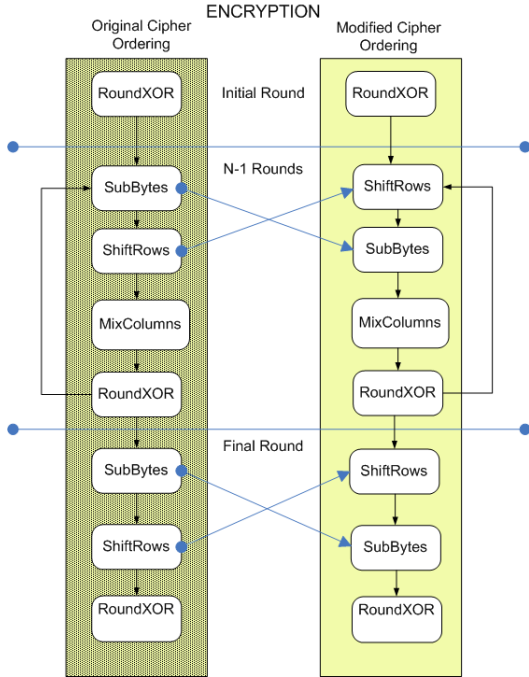 ENCRYPTION
Original Cipher
Ordering
Modified Cipher
Ordering
RoundXOR
Initial Round
RoundXOR
N-1 Rounds
SubBytes
ShiftRows
ShiftRows
SubBytes
MixColumns
MixColumns
RoundXOR
RoundXOR
Final Round
SubBytes
ShiftRows
ShiftRows
SubBytes
RoundXOR
RoundXOR